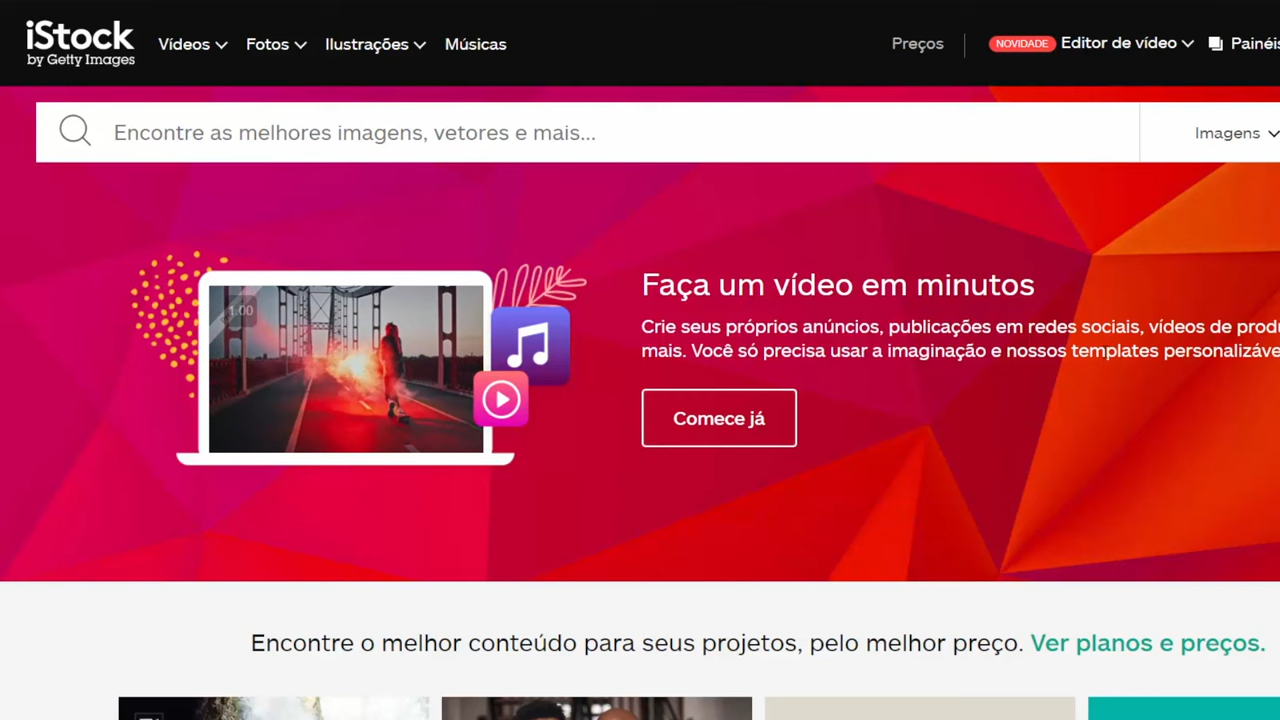 iStock
by Getty Images
Vídeos
Fotos
Ilustrações
Músicas
Preços
NOVIDADE
Editor de vídeo
Painéis
Encontre as melhores imagens, vetores e mais...
Imagens
1.00
Faça um vídeo em minutos
Crie seus próprios anúncios, publicações em redes sociais, vídeos de produ
mais. Você só precisa usar a imaginação e nossos templates personalizáve
Comece já
Encontre o melhor conteúdo para seus projetos, pelo melhor preço. Ver planos e preços.